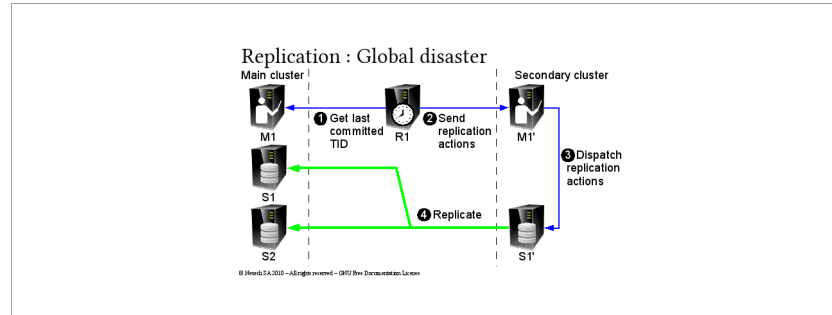 Replication : Global disaster
Main cluster
Secondary cluster
M1
1 Get last
committed
TID
R1
2 Send
replication
actions
M1'
3 Dispatch
replication
actions
S1
4 Replicate
S2
S1'
© Nexedi SA 2010 – All rights reserved – GNU Free Documentation License